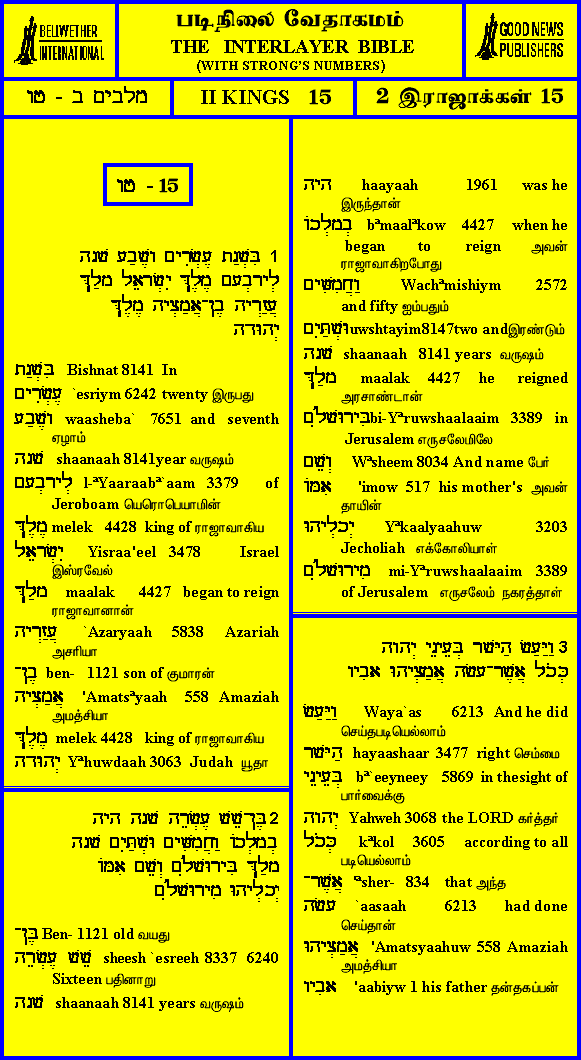 BELLWETHER
INTERNATIONAL
படிநிலை வேதாகமம்
THE INTERLAYER BIBLE
(WITH STRONG'S NUMBERS)
GOOD NEWS
PUBLISHERS
מלכים ב - טו
II KINGS 15
2 இராஜாக்கள் 15
טו - 15
1 בִּשְׁנַת עֶשְׂרִים וָשֶׁבַע שָׁנָה
לְיָרָבְעָם מֶלֶךְ יִשְׂרָאֵל מָלַךְ
עֲזַרְיָה בֶן־אֲמַצְיָה מֶלֶךְ
יְהוּדָה
בִּשְׁנַת Bishnat 8141 In
עֶשְׂרִים `esriym 6242 twenty இருபது
וָשֶׁבַע waasheba` 7651 and seventh
ஏழாம்
שָׁנָה shaanaah 8141year வருஷம்
לְיָרָבְעָם l-ªYaaraabª`aam 3379 of
Jeroboam யெரொபெயாமின்
מֶלֶךְ melek 4428 king of ராஜாவாகிய
יִשְׂרָאֵל Yisraa'eel 3478 Israel
இஸ்ரவேல்
מָלַךְ maalak 4427 began to reign
ராஜாவானான்
עֲזַרְיָה `Azaryaah 5838 Azariah
அசரியா
בֶן־ ben- 1121 son of குமாரன்
אֲמַצְיָה 'Amatsªyaah 558 Amaziah
அமத்சியா
מֶלֶךְ melek 4428 king of ராஜாவாகிய
יְהוּדָה Yªhuwdaah 3063 Judah யூதா
2 בֶּן־שֵׁשׁ עֶשְׂרֵה שָׁנָה הָיָה
בְמָלְכוֹ וַחֲמִשִּׁים וּשְׁתַּיִם שָׁנָה
מָלַךְ בִּירוּשָׁלִָם וְשֵׁם אִמּוֹ
יְכָלְיָהוּ מִירוּשָׁלִָם
בֶּן־ Ben- 1121 old வயது
שֵׁשׁ עֶשְׂרֵה sheesh `esreeh 8337 6240
Sixteen பதினாறு
שָׁנָה shaanaah 8141 years வருஷம்
הָיָה haayaah 1961 was he
இருந்தான்
בְמָלְכוֹ bªmaalªkow 4427 when he
began to reign அவன்
ராஜாவாகிறபோது
וַחֲמִשִּׁים Wachªmishiym 2572
and fifty ஐம்பதும்
וּשְׁתַּיִם uwshtayim8147two andஇரண்டும்
שָׁנָה shaanaah 8141 years வருஷம்
מָלַךְ maalak 4427 he reigned
அரசாண்டான்
בִּירוּשָׁלִָם bi-Yªruwshaalaaim 3389 in
Jerusalem எருசலேமிலே
וְשֵׁם Wªsheem 8034 And name பேர்
אִמּוֹ 'imow 517 his mother's அவன்
தாயின்
יְכָלְיָהוּ Yªkaalyaahuw 3203
Jecholiah எக்கோலியாள்
מִירוּשָׁלִָם mi-Yªruwshaalaaim 3389
of Jerusalem எருசலேம் நகரத்தாள்
3 וַיַּעַשׂ הַיָּשָׁר בְּעֵינֵי יְהוָה
כְּכֹל אֲשֶׁר־עָשָׂה אֲמַצְיָהוּ אָבִיו
וַיַּעַשׂ Waya`as 6213 And he did
செய்தபடியெல்லாம்
הַיָּשָׁר hayaashaar 3477 right செம்மை
בְּעֵינֵי bª`eeyneey 5869 in thesight of
பார்வைக்கு
יְהוָה Yahweh 3068 the LORD கர்த்தர்
כְּכֹל kªkol 3605 according to all
படியெல்லாம்
אֲשֶׁר־ ªsher- 834 that அந்த
עָשָׂה `aasaah 6213 had done
செய்தான்
אֲמַצְיָהוּ 'Amatsyaahuw 558 Amaziah
அமத்சியா
אָבִיו 'aabiyw 1 his father தன்தகப்பன்